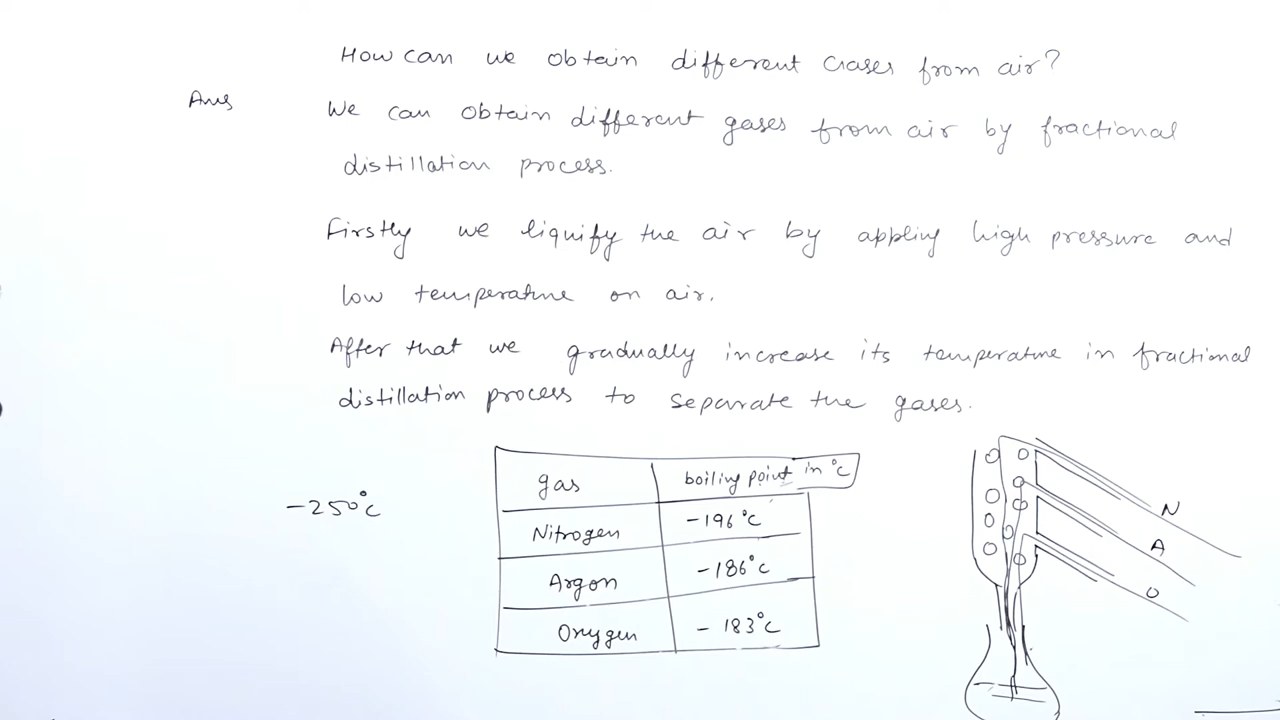 How can we obtain different Gases from air?
Ans
We can obtain different gases from air by fractional
distillation process.
Firstly we liquify the air by appling high pressure and
low temperature on air.
After that we gradually increase its temperature in fractional
distillation process to separate the gases.
gas boiling point in °C
-250°C
Nitrogen -196°C
Argon -186°C
Oxygen -183°C
N
A
O